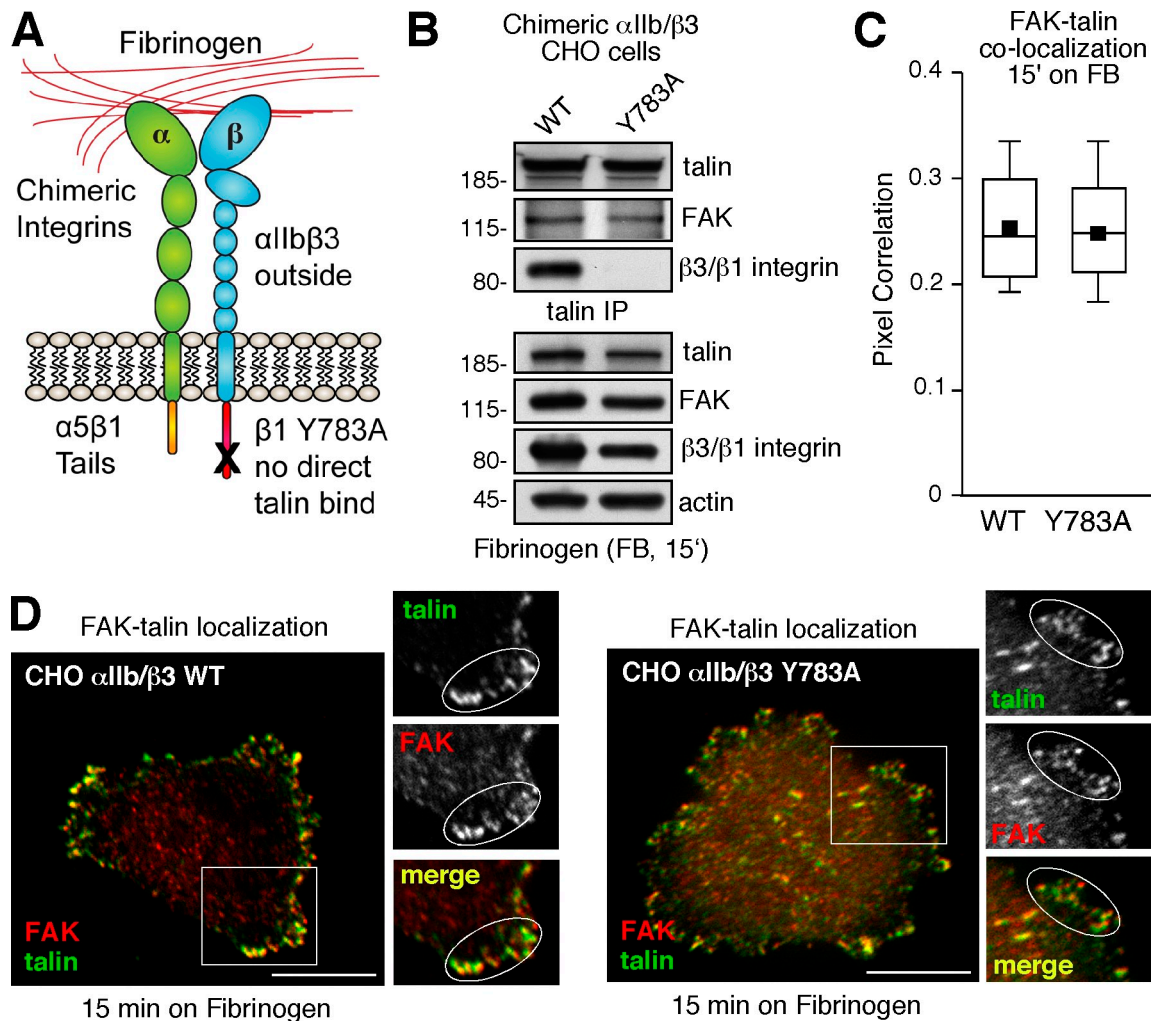 A
Fibrinogen
α
β
Chimeric
Integrins
αIIbβ3
outside
α5β1
Tails
X
β1 Y783A
no direct
talin bind
B
Chimeric αIIb/β3
CHO cells
WT
Y783A
talin
185-
FAK
115-
β3/β1 integrin
80-
talin IP
talin
185-
FAK
115-
β3/β1 integrin
80-
actin
45-
Fibrinogen (FB, 15‘)
C
FAK-talin
co-localization
15' on FB
Pixel Correlation
0.4
0.3
0.2
0.1
0
WT
Y783A
D
FAK-talin localization
CHO αIIb/β3 WT
FAK
talin
15 min on Fibrinogen
talin
FAK
merge
FAK-talin localization
CHO αIIb/β3 Y783A
FAK
talin
15 min on Fibrinogen
talin
FAK
merge